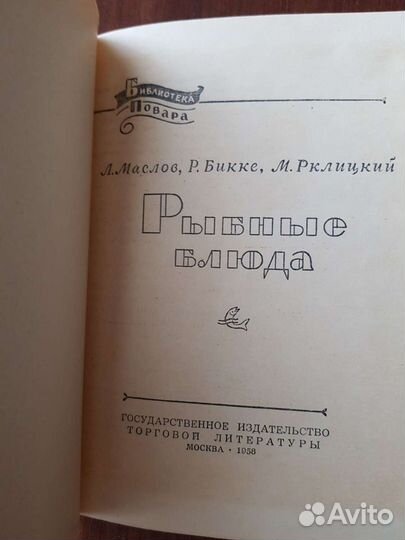 Библиотека
Повара
Л. Маслов, Р. Бикке, М. Рклицкий
Рыбные
блюда
ГОСУДАРСТВЕННОЕ ИЗДАТЕЛЬСТВО
ТОРГОВОЙ ЛИТЕРАТУРЫ
МОСКВА • 1958
Avito